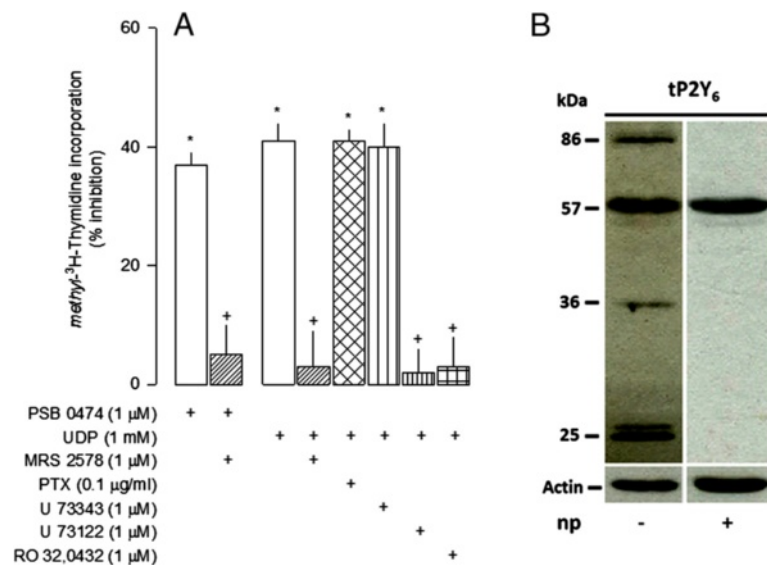 A
60
40
20
0
methyl-³H-Thymidine incorporation
(% inhibition)
* + * + * * + +
PSB 0474 (1 µM) + +
UDP (1 mM) + + + + + +
MRS 2578 (1 µM) + +
PTX (0.1 µg/ml) +
U 73343 (1 µM) +
U 73122 (1 µM) +
RO 32,0432 (1 µM) +
B
tP2Y₆
kDa
86
57
36
25
Actin
np - +